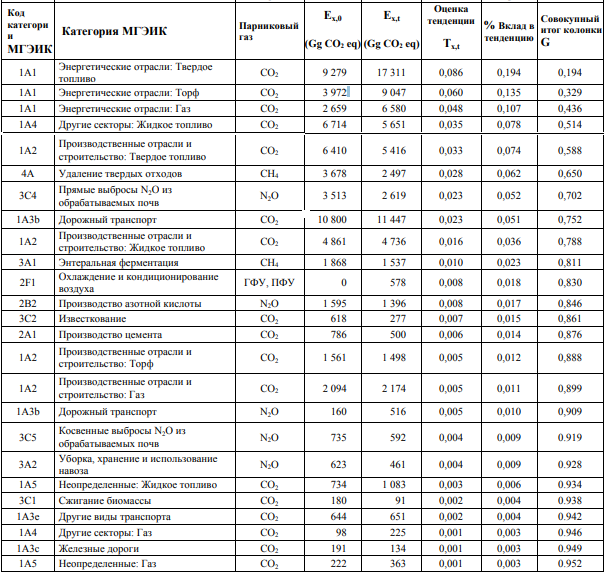 Код категори и МГЭИК | Категория МГЭИК | Парниковый газ | Ex,0 (Gg CO2 eq) | Ex,t (Gg CO2 eq) | Оценка тенденции Tx,t | % Вклад в тенденцию | Совокупный итог колонки G
1A1 | Энергетические отрасли: Твердое топливо | CO2 | 9 279 | 17 311 | 0,086 | 0,194 | 0,194
1A1 | Энергетические отрасли: Торф | CO2 | 3 972 | 9 047 | 0,060 | 0,135 | 0,329
1A1 | Энергетические отрасли: Газ | CO2 | 2 659 | 6 580 | 0,048 | 0,107 | 0,436
1A4 | Другие секторы: Жидкое топливо | CO2 | 6 714 | 5 651 | 0,035 | 0,078 | 0,514
1A2 | Производственные отрасли и строительство: Твердое топливо | CO2 | 6 410 | 5 416 | 0,033 | 0,074 | 0,588
4A | Удаление твердых отходов | CH4 | 3 678 | 2 497 | 0,028 | 0,062 | 0,650
3C4 | Прямые выбросы N2O из обрабатываемых почв | N2O | 3 513 | 2 619 | 0,023 | 0,052 | 0,702
1A3b | Дорожный транспорт | CO2 | 10 800 | 11 447 | 0,023 | 0,051 | 0,752
1A2 | Производственные отрасли и строительство: Жидкое топливо | CO2 | 4 861 | 4 736 | 0,016 | 0,036 | 0,788
3A1 | Энтеральная ферментация | CH4 | 1 868 | 1 537 | 0,010 | 0,023 | 0,811
2F1 | Охлаждение и кондиционирование воздуха | ГФУ, ПФУ | 0 | 578 | 0,008 | 0,018 | 0,830
2B2 | Производство азотной кислоты | N2O | 1 595 | 1 396 | 0,008 | 0,017 | 0,846
3C2 | Известкование | CO2 | 618 | 277 | 0,007 | 0,015 | 0,861
2A1 | Производство цемента | CO2 | 786 | 500 | 0,006 | 0,014 | 0,876
1A2 | Производственные отрасли и строительство: Торф | CO2 | 1 561 | 1 498 | 0,005 | 0,012 | 0,888
1A2 | Производственные отрасли и строительство: Газ | CO2 | 2 094 | 2 174 | 0,005 | 0,011 | 0,899
1A3b | Дорожный транспорт | N2O | 160 | 516 | 0,005 | 0,010 | 0,909
3C5 | Косвенные выбросы N2O из обрабатываемых почв | N2O | 735 | 592 | 0,004 | 0,009 | 0.919
3A2 | Уборка, хранение и использование навоза | N2O | 623 | 461 | 0,004 | 0,009 | 0.928
1A5 | Неопределенные: Жидкое топливо | CO2 | 734 | 1 083 | 0,003 | 0,006 | 0.934
3C1 | Сжигание биомассы | CO2 | 180 | 91 | 0,002 | 0,004 | 0.938
1A3e | Другие виды транспорта | CO2 | 644 | 651 | 0,002 | 0,004 | 0.942
1A4 | Другие секторы: Газ | CO2 | 98 | 225 | 0,001 | 0,003 | 0.946
1A3c | Железные дороги | CO2 | 191 | 134 | 0,001 | 0,003 | 0.949
1A5 | Неопределенные: Газ | CO2 | 222 | 363 | 0,001 | 0,003 | 0.952